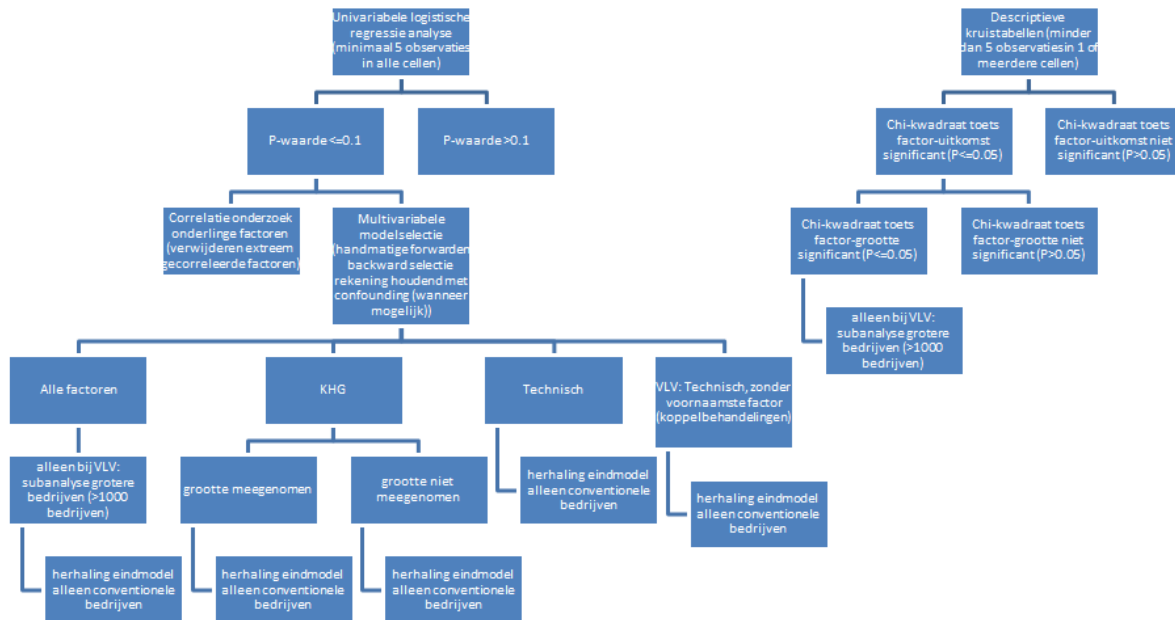 Univariabele logistische
regressie analyse
(minimaal 5 observaties
in alle cellen)
P-waarde <=0.1
P-waarde >0.1
Correlatie onderzoek
onderlinge factoren
(verwijderen extreem
gecorreleerde factoren)
Multivariabele
modelselectie
(handmatige forward en
backward selectie
rekening houdend met
confounding (wanneer
mogelijk))
Alle factoren
KHG
Technisch
VLV: Technisch, zonder
voornaamste factor
(koppelbehandelingen)
alleen bij VLV:
subanalyse grotere
bedrijven (>1000
bedrijven)
grootte meegenomen
grootte niet
meegenomen
herhaling eindmodel
alleen conventionele
bedrijven
herhaling eindmodel
alleen conventionele
bedrijven
herhaling eindmodel
alleen conventionele
bedrijven
herhaling eindmodel
alleen conventionele
bedrijven
herhaling eindmodel
alleen conventionele
bedrijven
Descriptieve
kruistabellen (minder
dan 5 observaties in 1 of
meerdere cellen)
Chi-kwadraat toets
factor-uitkomst
significant (P<=0.05)
Chi-kwadraat toets
factor-uitkomst niet
significant (P>0.05)
Chi-kwadraat toets
factor-grootte
significant (P<=0.05)
Chi-kwadraat toets
factor-grootte niet
significant (P>0.05)
alleen bij VLV:
subanalyse grotere
bedrijven (>1000
bedrijven)